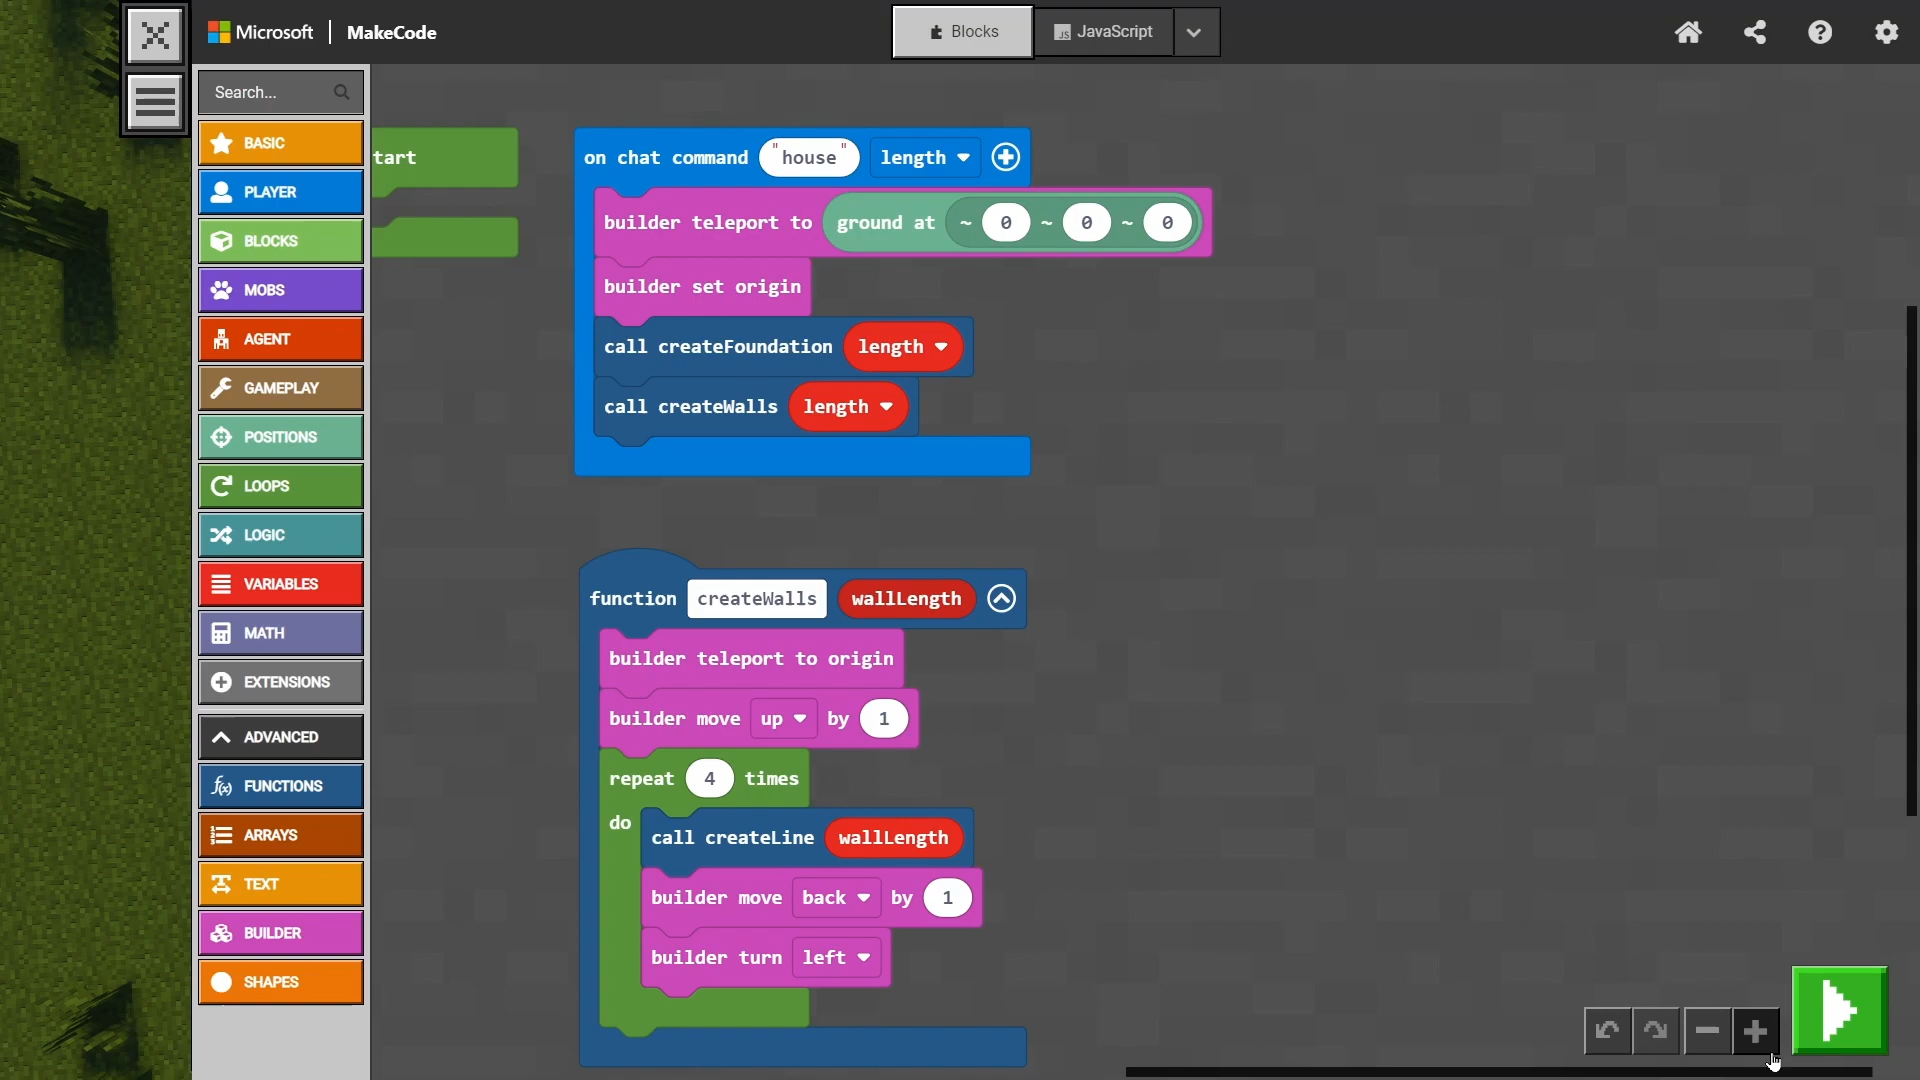 Microsoft | MakeCode
Blocks
JS JavaScript
Search...
BASIC
PLAYER
BLOCKS
MOBS
AGENT
GAMEPLAY
POSITIONS
LOOPS
LOGIC
VARIABLES
MATH
EXTENSIONS
ADVANCED
f(x) FUNCTIONS
ARRAYS
TEXT
BUILDER
SHAPES
tart
on chat command "house" length
builder teleport to ground at ~ 0 ~ 0 ~ 0
builder set origin
call createFoundation length
call createWalls length
function createWalls wallLength
builder teleport to origin
builder move up by 1
repeat 4 times
do
call createLine wallLength
builder move back by 1
builder turn left